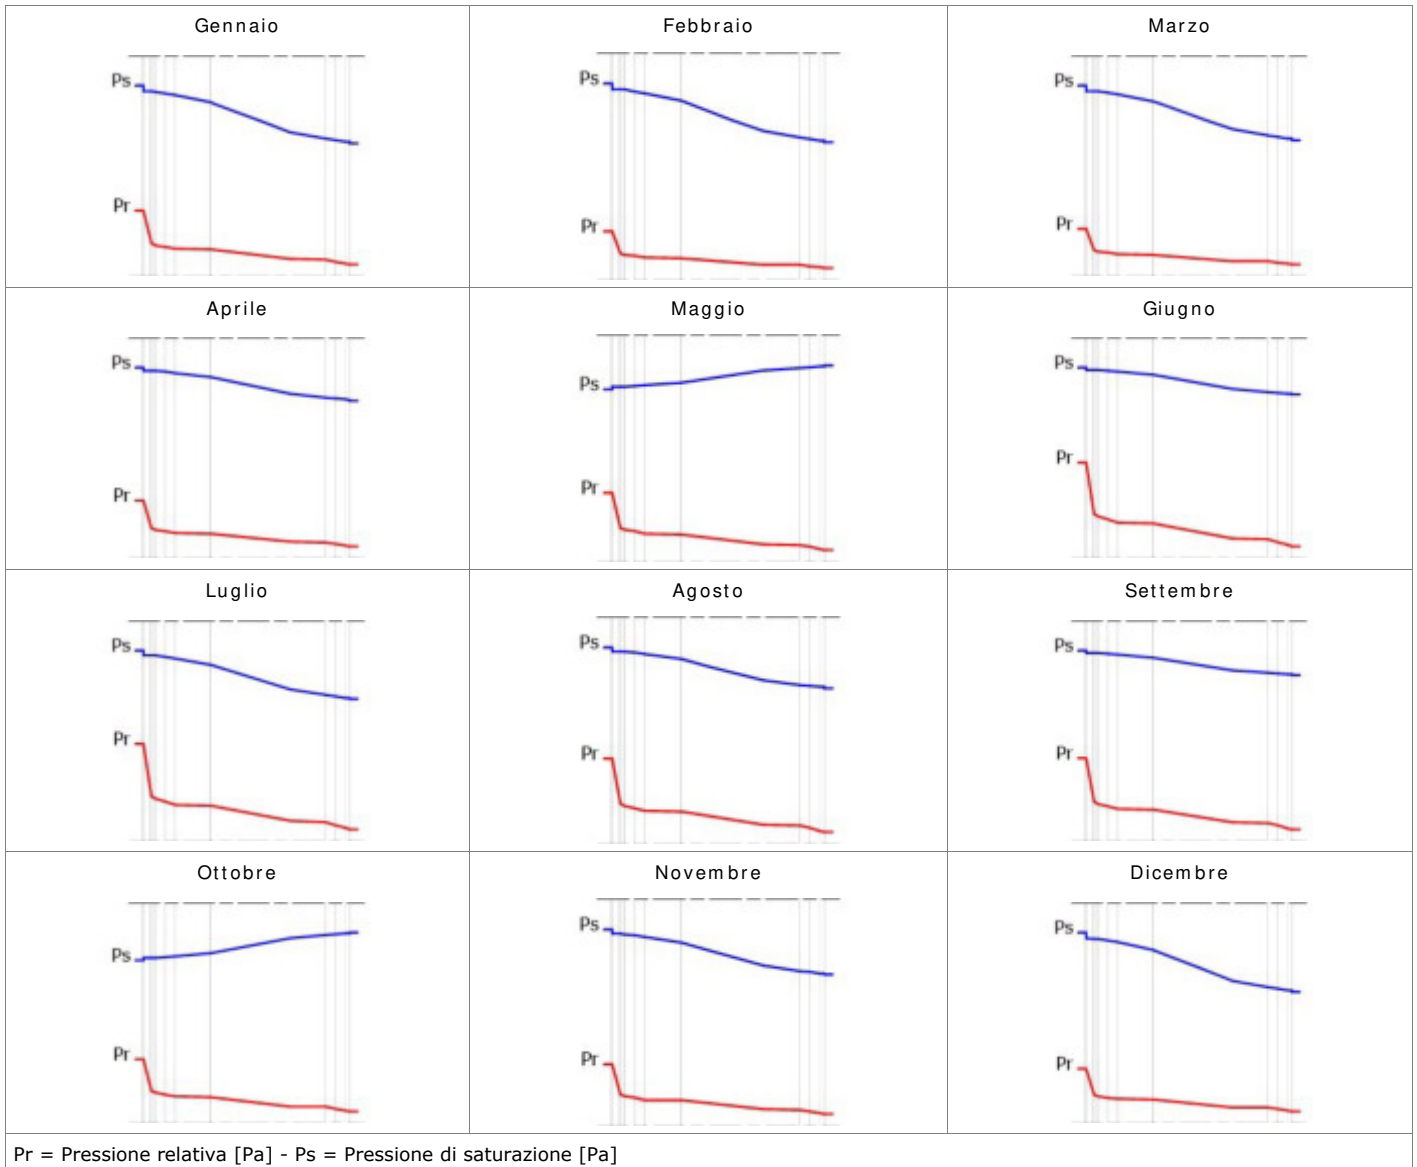 Gennaio
Febbraio
Marzo
Ps
Pr
Ps
Pr
Ps
Pr
Aprile
Maggio
Giugno
Ps
Pr
Ps
Pr
Ps
Pr
Luglio
Agosto
Settembre
Ps
Pr
Ps
Pr
Ps
Pr
Ottobre
Novembre
Dicembre
Ps
Pr
Ps
Pr
Ps
Pr
Pr = Pressione relativa [Pa] - Ps = Pressione di saturazione [Pa]